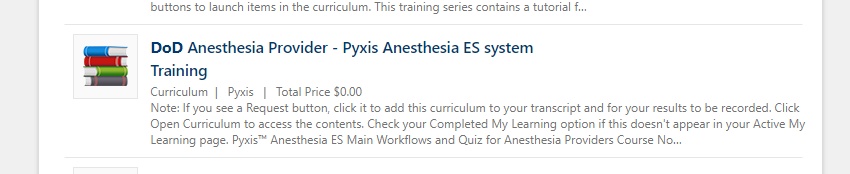 buttons to launch items in the curriculum. This training series contains a tutorial f...
DoD Anesthesia Provider - Pyxis Anesthesia ES system
Training
Curriculum | Pyxis | Total Price $0.00
Note: If you see a Request button, click it to add this curriculum to your transcript and for your results to be recorded. Click
Open Curriculum to access the contents. Check your Completed My Learning option if this doesn't appear in your Active My
Learning page. Pyxis™ Anesthesia ES Main Workflows and Quiz for Anesthesia Providers Course No...